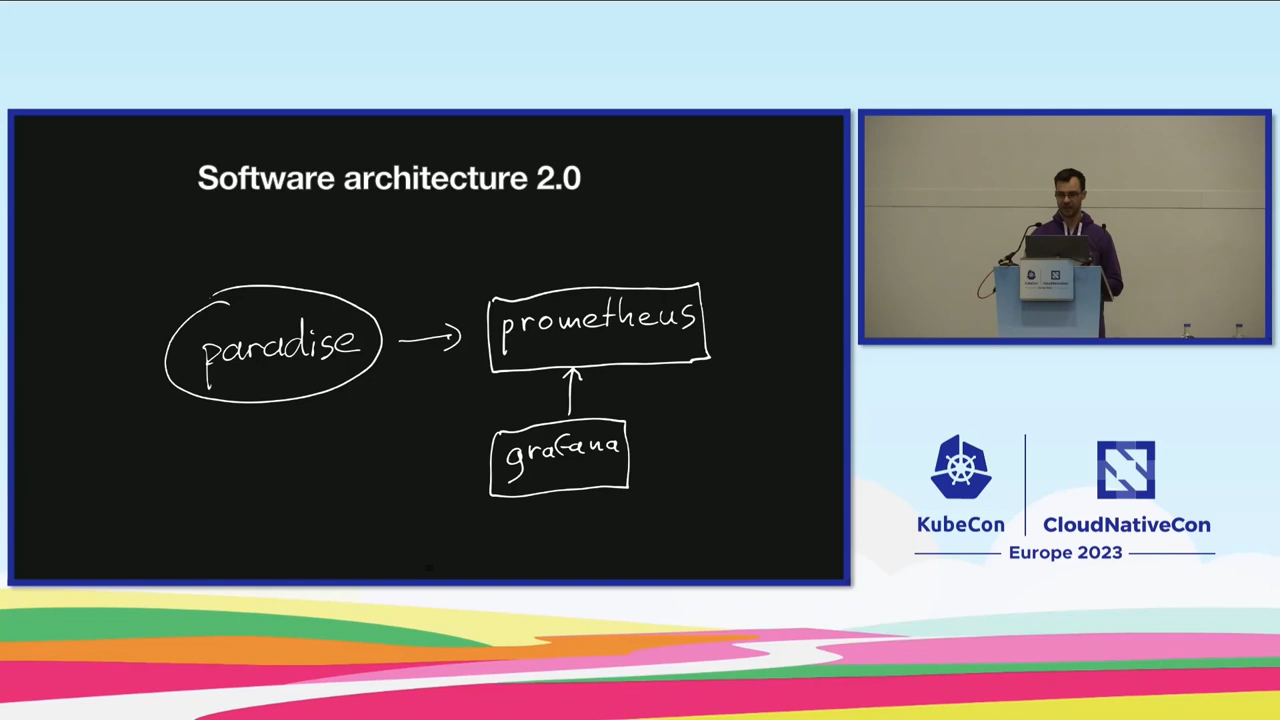 Software architecture 2.0
paradise
prometheus
grafana
KubeCon
CloudNativeCon
Europe 2023